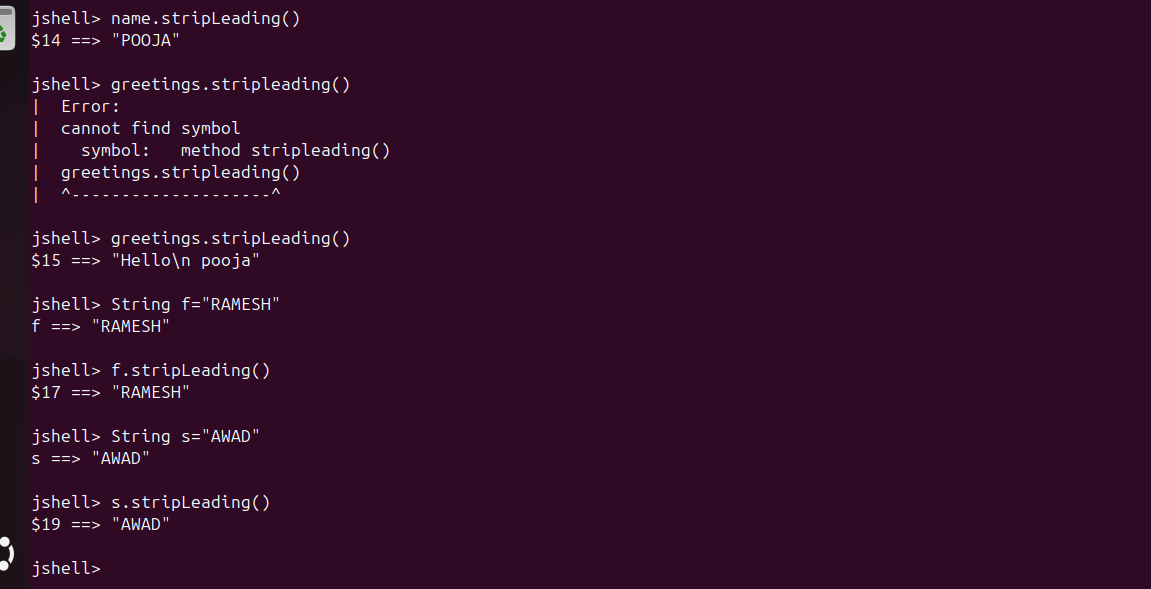 jshell> name.stripLeading()
$14 ==> "POOJA"
jshell> greetings.stripleading()
|  Error:
|  cannot find symbol
|    symbol:   method stripleading()
|  greetings.stripleading()
|  ^--------------------^
jshell> greetings.stripLeading()
$15 ==> "Hello\n pooja"
jshell> String f="RAMESH"
f ==> "RAMESH"
jshell> f.stripLeading()
$17 ==> "RAMESH"
jshell> String s="AWAD"
s ==> "AWAD"
jshell> s.stripLeading()
$19 ==> "AWAD"
jshell>